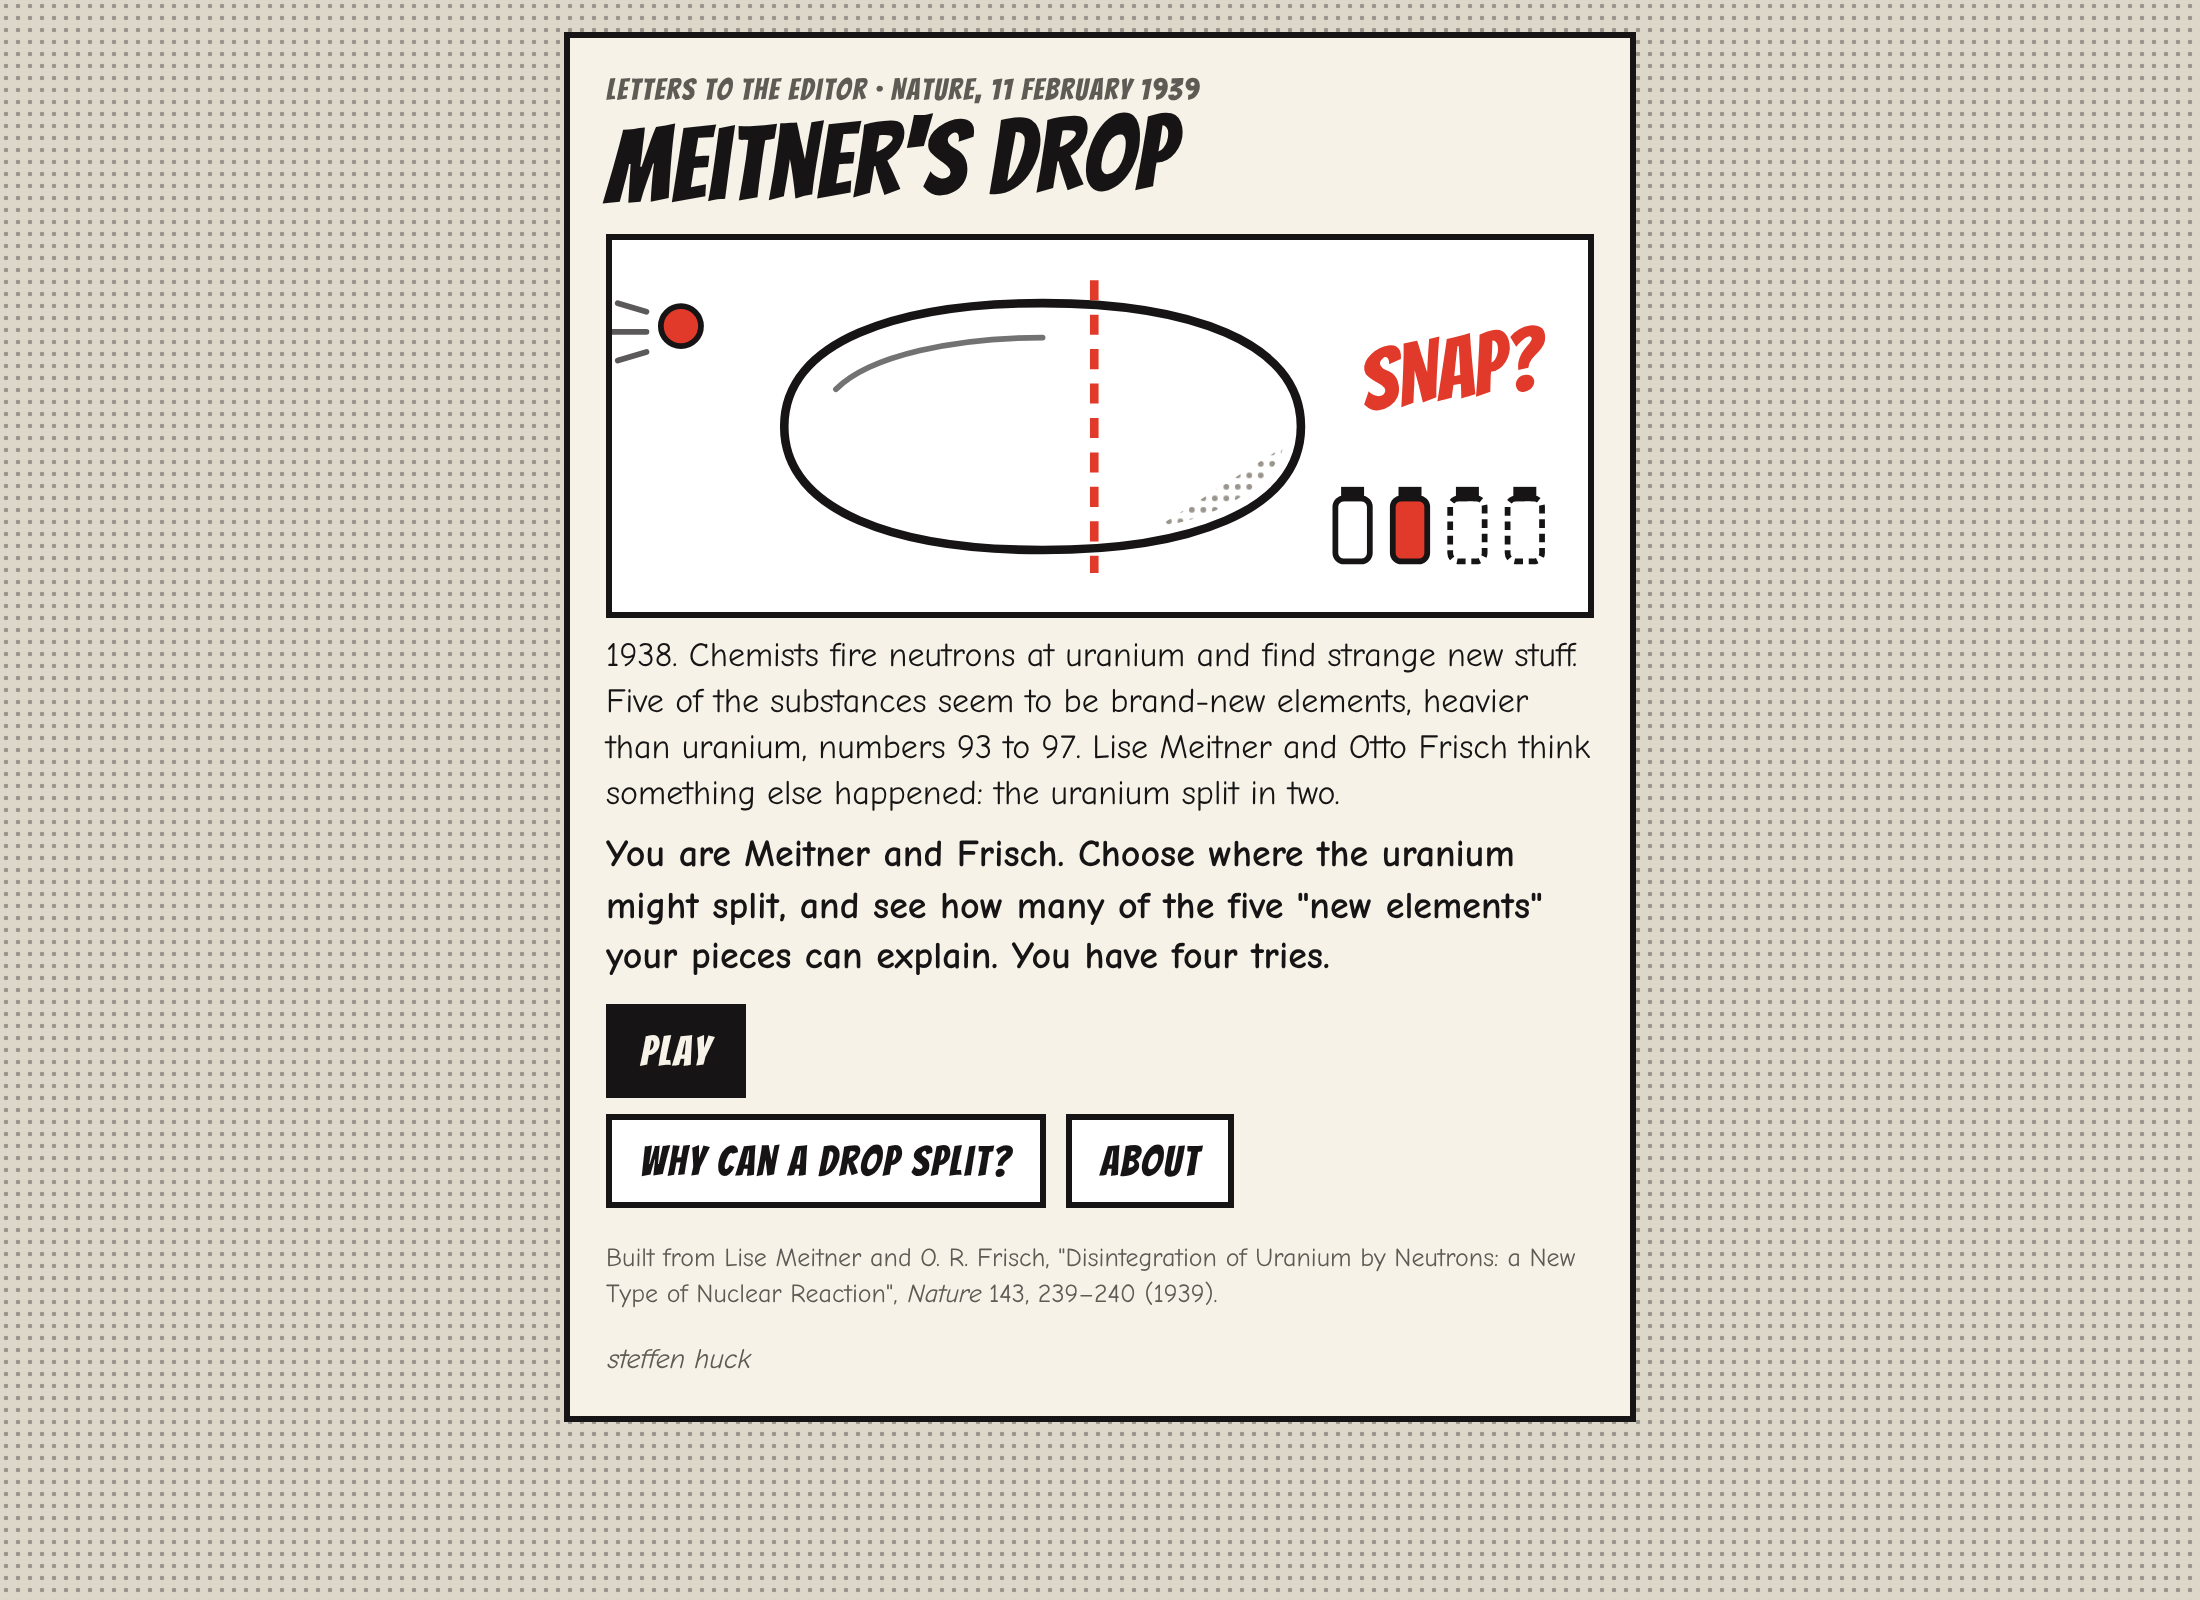 LETTERS TO THE EDITOR • NATURE, 11 FEBRUARY 1939
MEITNER'S DROP
SNAP?
1938. Chemists fire neutrons at uranium and find strange new stuff.
Five of the substances seem to be brand-new elements, heavier
than uranium, numbers 93 to 97. Lise Meitner and Otto Frisch think
something else happened: the uranium split in two.
You are Meitner and Frisch. Choose where the uranium
might split, and see how many of the five "new elements"
your pieces can explain. You have four tries.
PLAY
WHY CAN A DROP SPLIT?
ABOUT
Built from Lise Meitner and O. R. Frisch, "Disintegration of Uranium by Neutrons: a New
Type of Nuclear Reaction", Nature 143, 239–240 (1939).
steffen huck